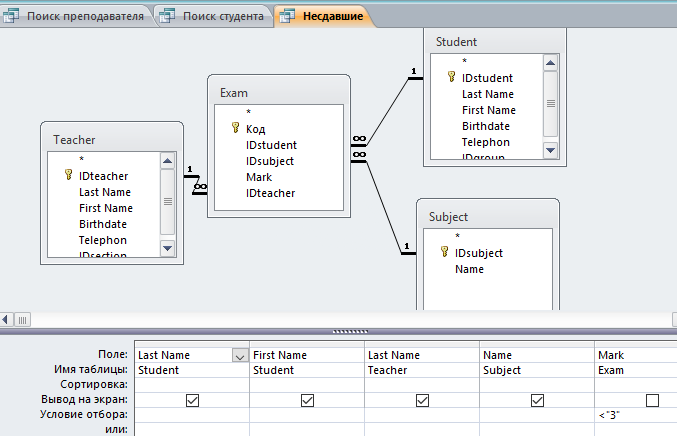 Поиск преподавателя Поиск студента Несдавшие
Student
*
IDstudent
Last Name
First Name
Birthdate
Telephon
IDgroup
Exam
*
Код
IDstudent
IDsubject
Mark
IDteacher
Teacher
*
IDteacher
Last Name
First Name
Birthdate
Telephon
IDsection
Subject
*
IDsubject
Name
1 ∞
∞ 1
∞ 1
Поле: Last Name First Name Last Name Name Mark
Имя таблицы: Student Student Teacher Subject Exam
Сортировка:
Вывод на экран:
Условие отбора: <"3"
или: